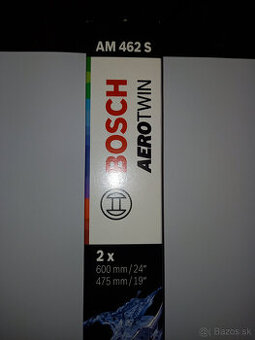 AM 462 S
BOSCH
AEROTWIN
2 x
600 mm / 24"
475 mm / 19"
Bazos.sk